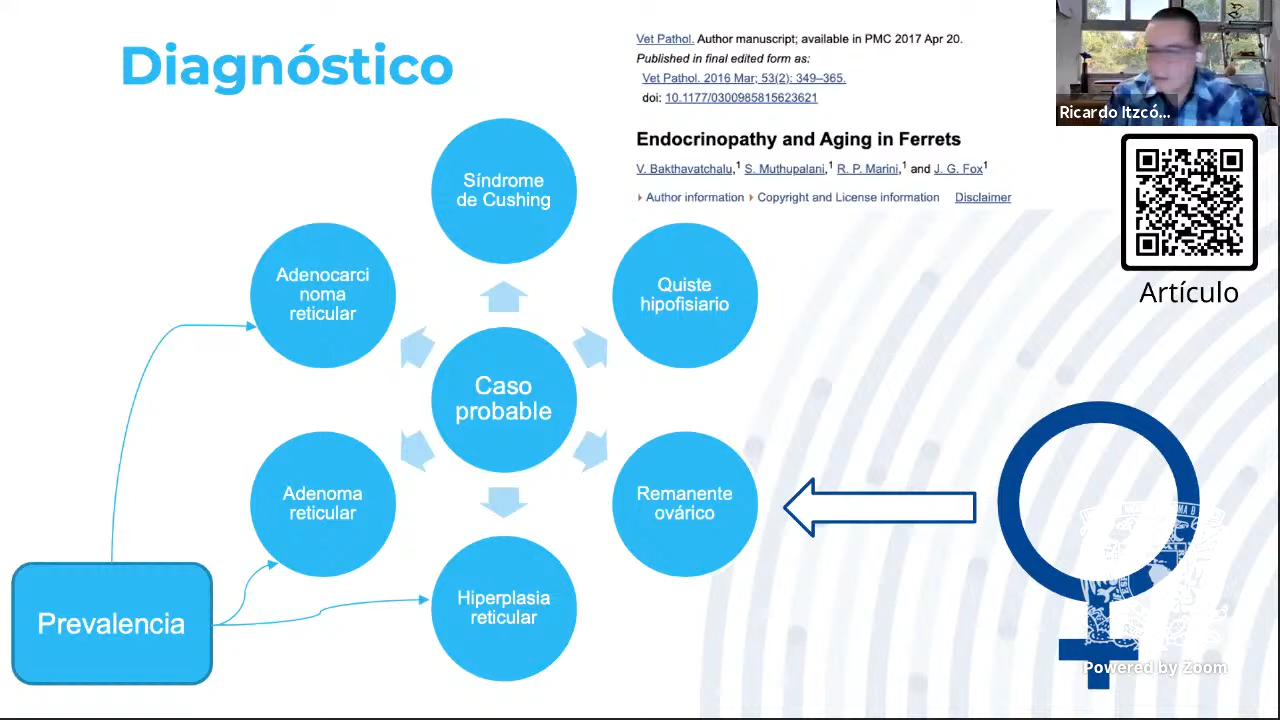 Diagnóstico
Vet Pathol. Author manuscript; available in PMC 2017 Apr 20.
Published in final edited form as:
Vet Pathol. 2016 Mar; 53(2): 349–365.
doi: 10.1177/0300985815623621
Endocrinopathy and Aging in Ferrets
V. Bakthavatchalu,1 S. Muthupalani,1 R. P. Marini,1 and J. G. Fox1
Author information Copyright and License information Disclaimer
Ricardo Itzcó...
Artículo
Síndrome
de Cushing
Adenocarci
noma
reticular
Quiste
hipofisiario
Caso
probable
Adenoma
reticular
Remanente
ovárico
Hiperplasia
reticular
Prevalencia
Powered by Zoom